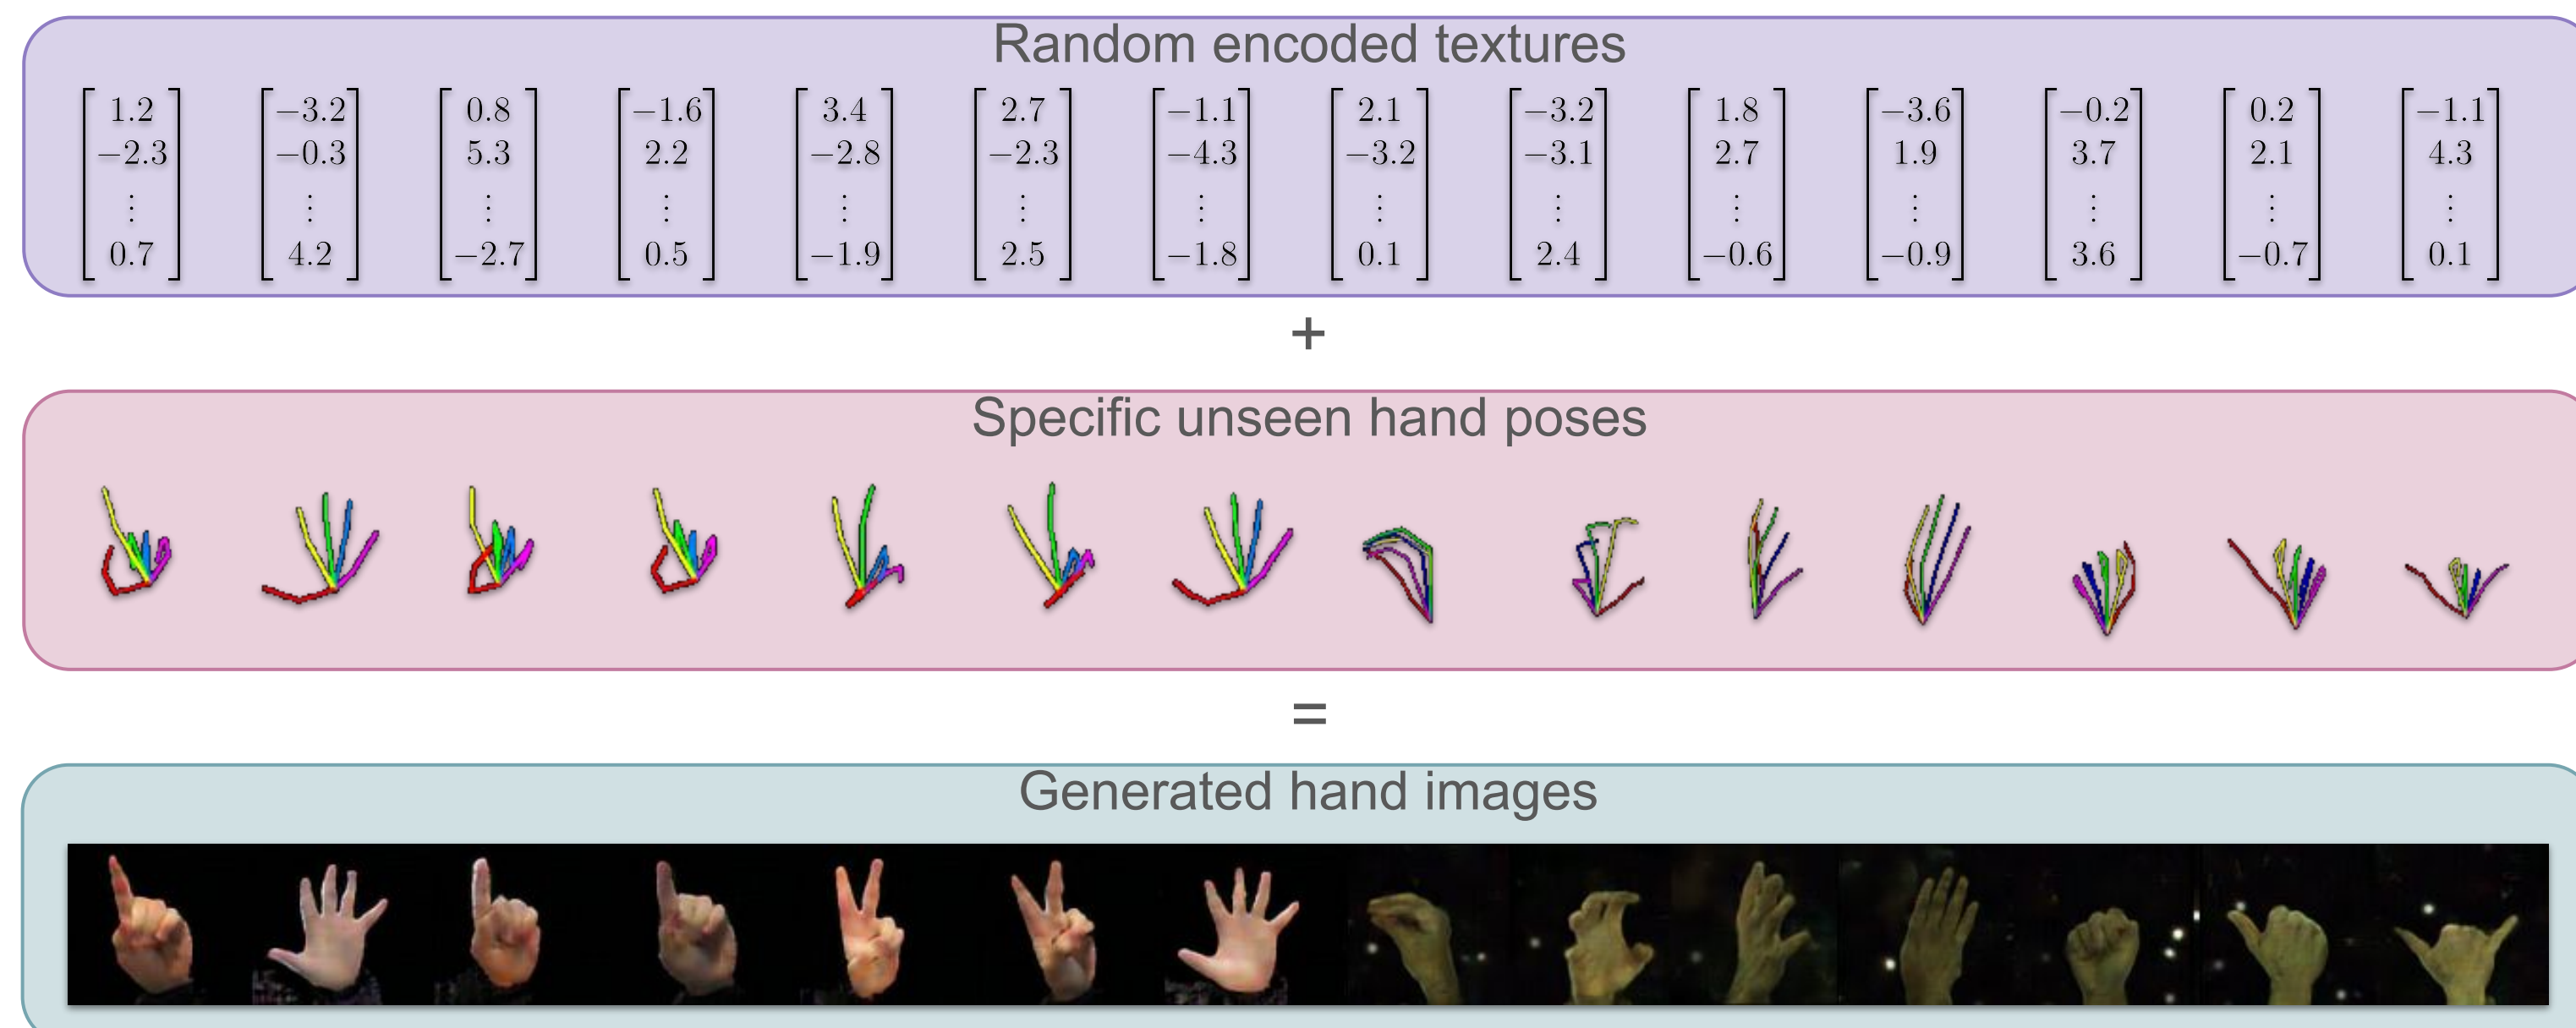 Random encoded textures
1.2 −3.2 0.8 −1.6 3.4 2.7 −1.1 2.1 −3.2 1.8 −3.6 −0.2 0.2 −1.1
−2.3 −0.3 5.3 2.2 −2.8 −2.3 −4.3 −3.2 −3.1 2.7 1.9 3.7 2.1 4.3
⋮ ⋮ ⋮ ⋮ ⋮ ⋮ ⋮ ⋮ ⋮ ⋮ ⋮ ⋮ ⋮ ⋮
0.7 4.2 −2.7 0.5 −1.9 2.5 −1.8 0.1 2.4 −0.6 −0.9 3.6 −0.7 0.1
+
Specific unseen hand poses
=
Generated hand images